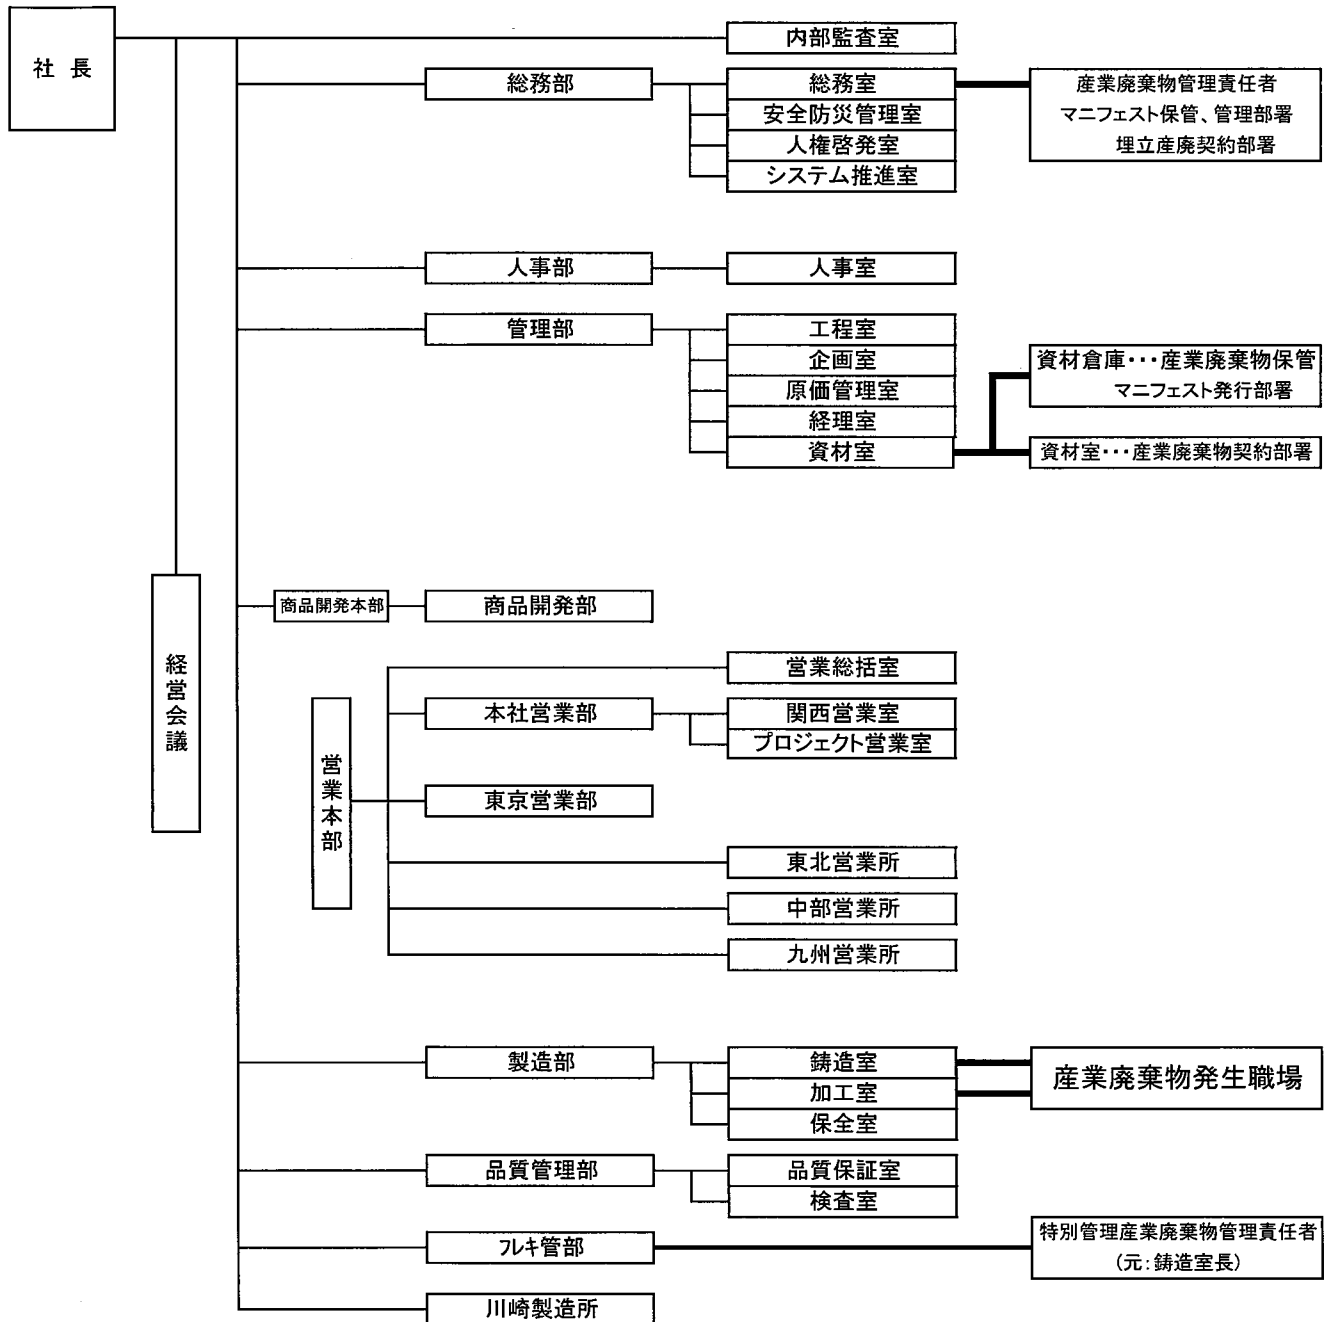 社長
内部監査室
総務部
総務室
安全防災管理室
人権啓発室
システム推進室
産業廃棄物管理責任者
マニフェスト保管、管理部署
埋立産廃契約部署
人事部
人事室
管理部
工程室
企画室
原価管理室
経理室
資材室
資材倉庫・・・産業廃棄物保管
マニフェスト発行部署
資材室・・・産業廃棄物契約部署
経営会議
商品開発本部
商品開発部
営業本部
営業総括室
本社営業部
関西営業室
プロジェクト営業室
東京営業部
東北営業所
中部営業所
九州営業所
製造部
鋳造室
加工室
保全室
産業廃棄物発生職場
品質管理部
品質保証室
検査室
フレキ管部
特別管理産業廃棄物管理責任者
(元:鋳造室長)
川崎製造所